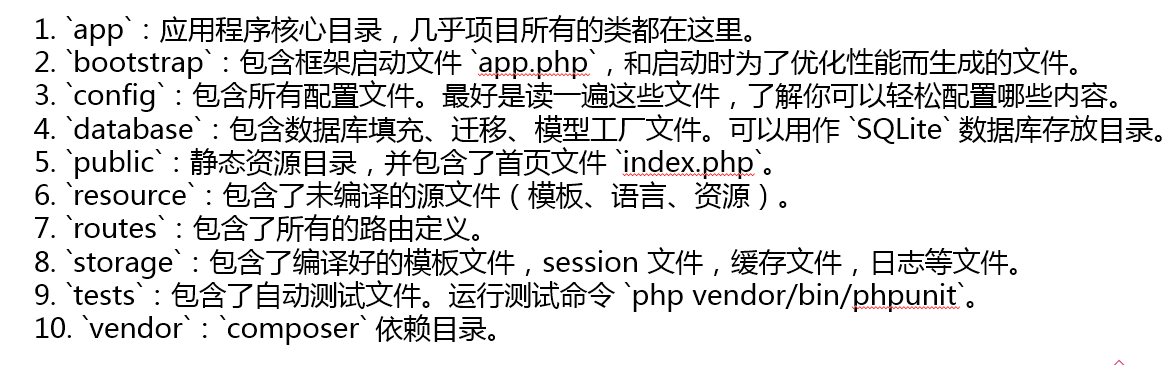 1. `app`：应用程序核心目录，几乎项目所有的类都在这里。
2. `bootstrap`：包含框架启动文件 `app.php`，和启动时为了优化性能而生成的文件。
3. `config`：包含所有配置文件。最好是读一遍这些文件，了解你可以轻松配置哪些内容。
4. `database`：包含数据库填充、迁移、模型工厂文件。可以用作 `SQLite` 数据库存放目录。
5. `public`：静态资源目录，并包含了首页文件 `index.php`。
6. `resource`：包含了未编译的源文件（模板、语言、资源）。
7. `routes`：包含了所有的路由定义。
8. `storage`：包含了编译好的模板文件，session 文件，缓存文件，日志等文件。
9. `tests`：包含了自动测试文件。运行测试命令 `php vendor/bin/phpunit`。
10. `vendor`：`composer` 依赖目录。